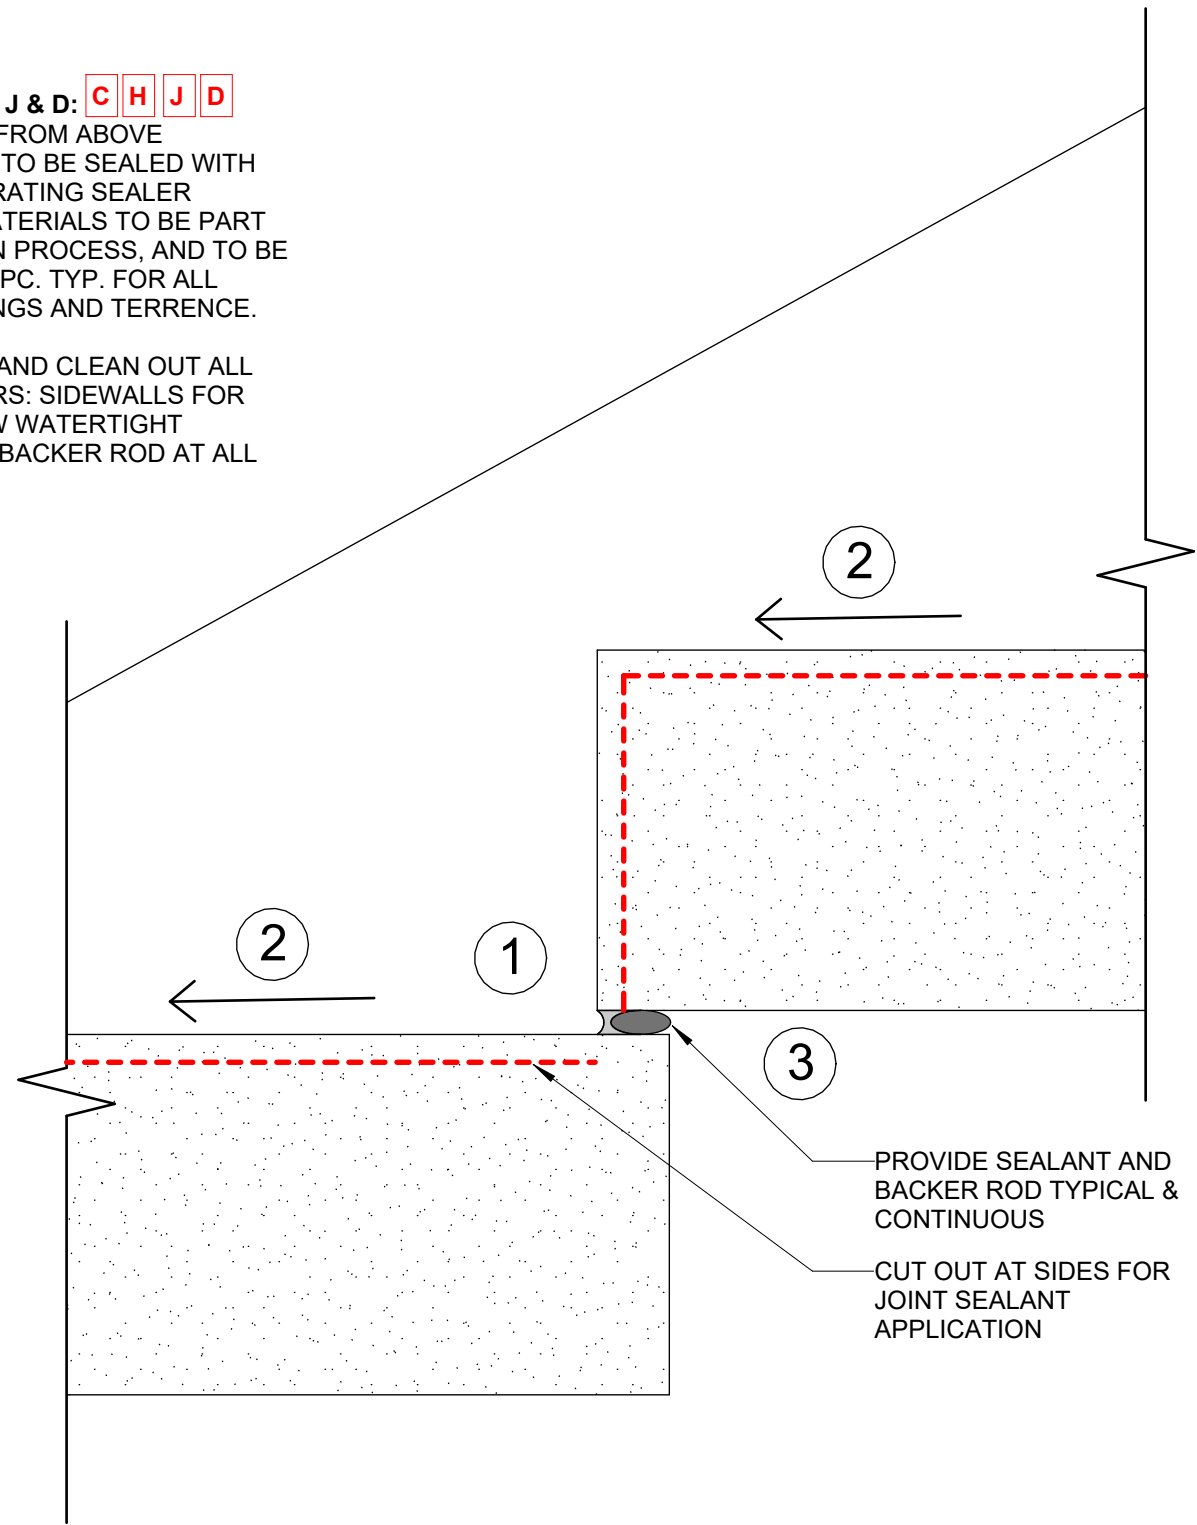 J & D: C H J D
FROM ABOVE
TO BE SEALED WITH
RATING SEALER
ATERIALS TO BE PART
N PROCESS, AND TO BE
PC. TYP. FOR ALL
NGS AND TERRENCE.
AND CLEAN OUT ALL
RS: SIDEWALLS FOR
W WATERTIGHT
BACKER ROD AT ALL
2
2
1
3
PROVIDE SEALANT AND
BACKER ROD TYPICAL &
CONTINUOUS
CUT OUT AT SIDES FOR
JOINT SEALANT
APPLICATION